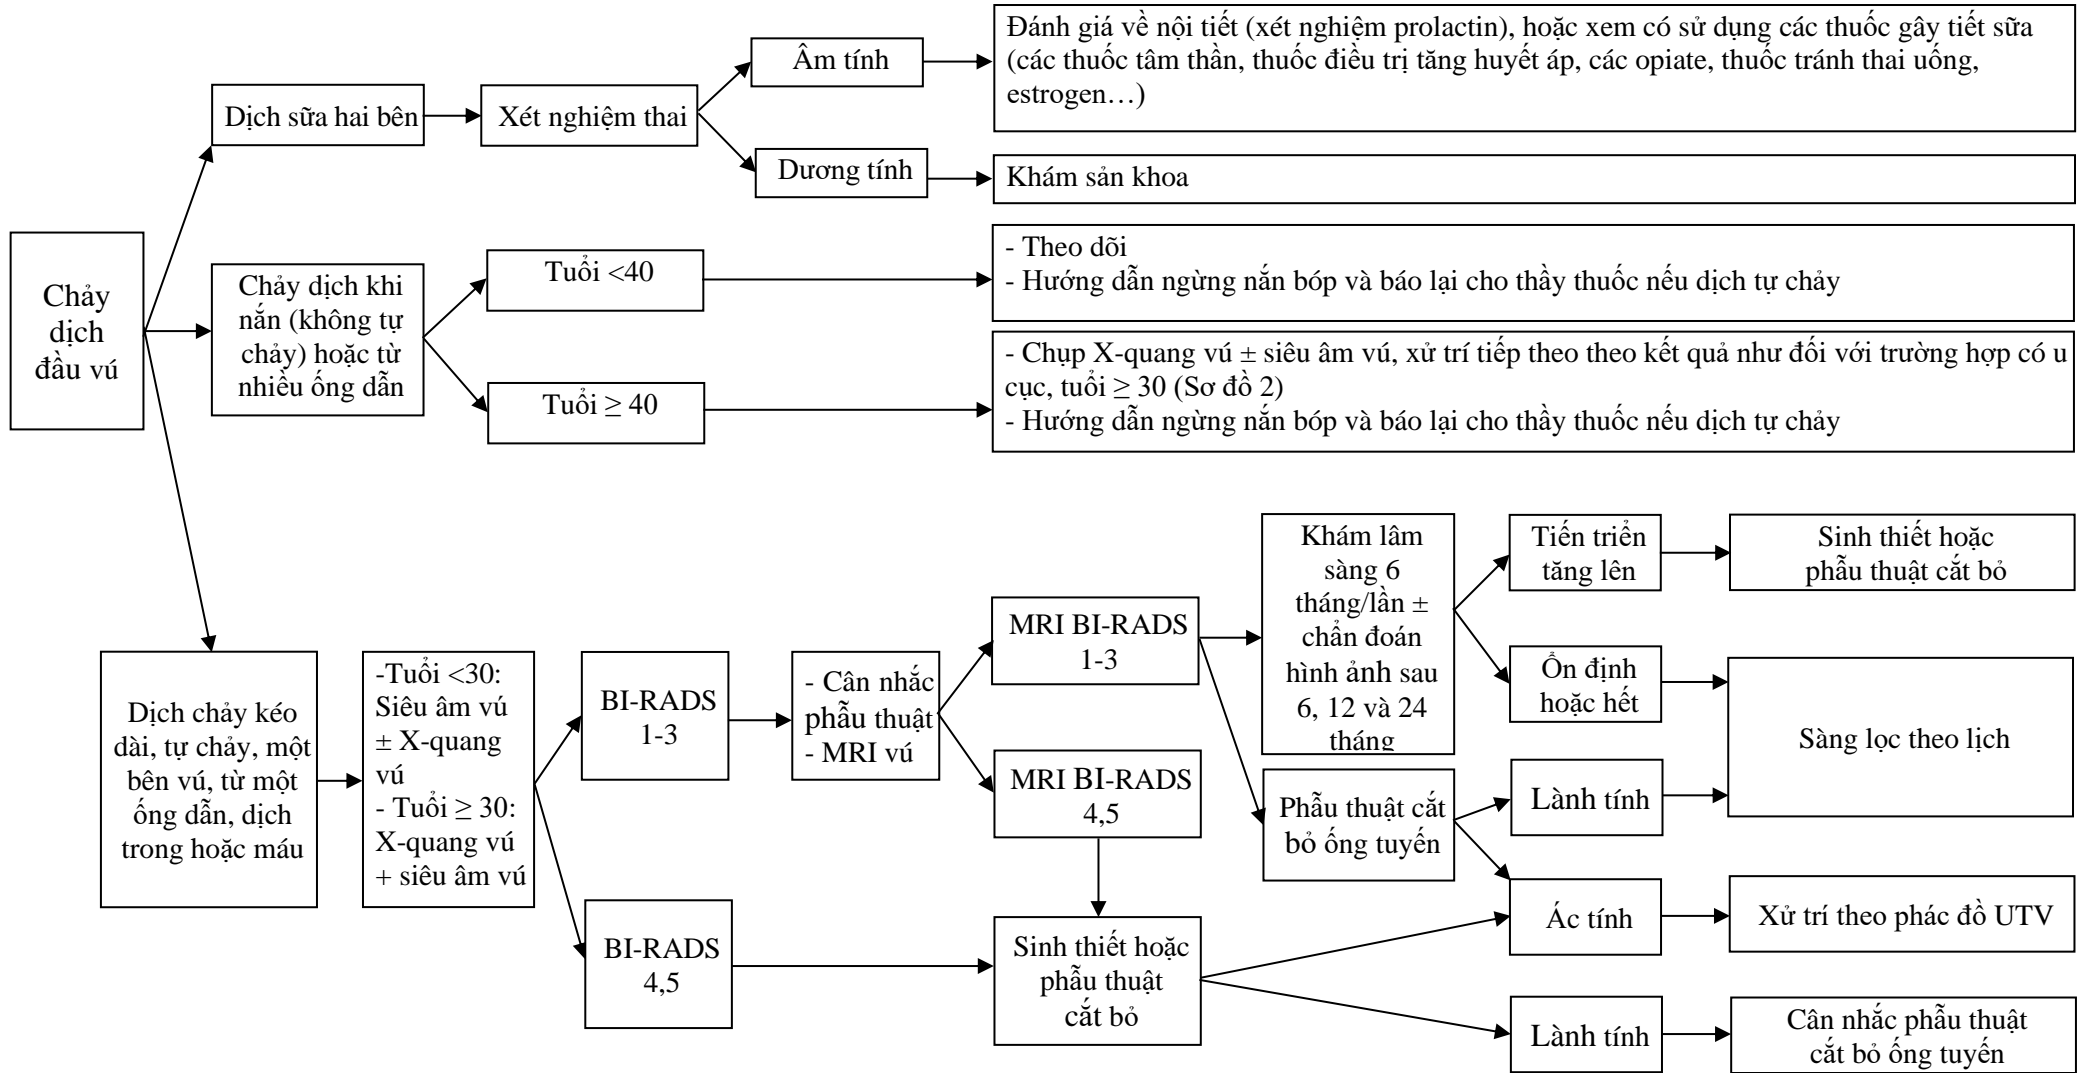 Chảy
dịch
đầu vú
Dịch sữa hai bên
Xét nghiệm thai
Âm tính
Đánh giá về nội tiết (xét nghiệm prolactin), hoặc xem có sử dụng các thuốc gây tiết sữa
(các thuốc tâm thần, thuốc điều trị tăng huyết áp, các opiate, thuốc tránh thai uống,
estrogen…)
Dương tính
Khám sản khoa
Chảy dịch khi
nắn (không tự
chảy) hoặc từ
nhiều ống dẫn
Tuổi <40
- Theo dõi
- Hướng dẫn ngừng nắn bóp và báo lại cho thầy thuốc nếu dịch tự chảy
Tuổi ≥ 40
- Chụp X-quang vú ± siêu âm vú, xử trí tiếp theo theo kết quả như đối với trường hợp có u
cục, tuổi ≥ 30 (Sơ đồ 2)
- Hướng dẫn ngừng nắn bóp và báo lại cho thầy thuốc nếu dịch tự chảy
Dịch chảy kéo
dài, tự chảy, một
bên vú, từ một
ống dẫn, dịch
trong hoặc máu
-Tuổi <30:
Siêu âm vú
± X-quang
vú
- Tuổi ≥ 30:
X-quang vú
+ siêu âm vú
BI-RADS
1-3
- Cân nhắc
phẫu thuật
- MRI vú
MRI BI-RADS
1-3
Khám lâm
sàng 6
tháng/lần ±
chẩn đoán
hình ảnh sau
6, 12 và 24
tháng
Tiến triển
tăng lên
Sinh thiết hoặc
phẫu thuật cắt bỏ
Ổn định
hoặc hết
Sàng lọc theo lịch
Phẫu thuật cắt
bỏ ống tuyến
Lành tính
Ác tính
Xử trí theo phác đồ UTV
MRI BI-RADS
4,5
BI-RADS
4,5
Sinh thiết hoặc
phẫu thuật
cắt bỏ
Lành tính
Cân nhắc phẫu thuật
cắt bỏ ống tuyến